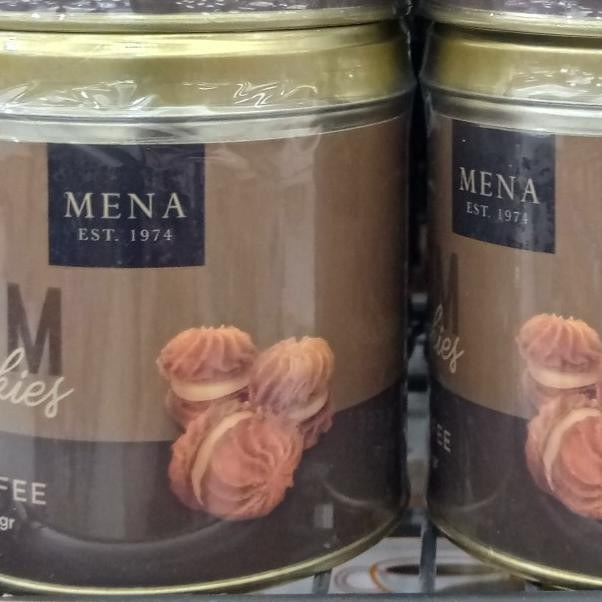 MENA
EST. 1974
M
kies
FEE
gr
MENA
EST. 1974
M
kies
EE